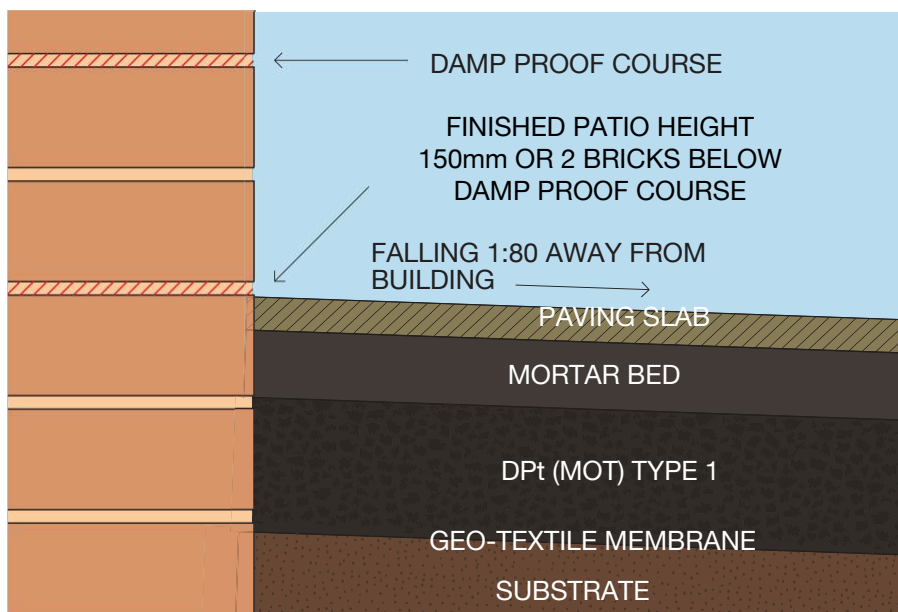 DAMP PROOF COURSE
FINISHED PATIO HEIGHT
150mm OR 2 BRICKS BELOW
DAMP PROOF COURSE
FALLING 1:80 AWAY FROM
BUILDING
PAVING SLAB
MORTAR BED
DPt (MOT) TYPE 1
GEO-TEXTILE MEMBRANE
SUBSTRATE